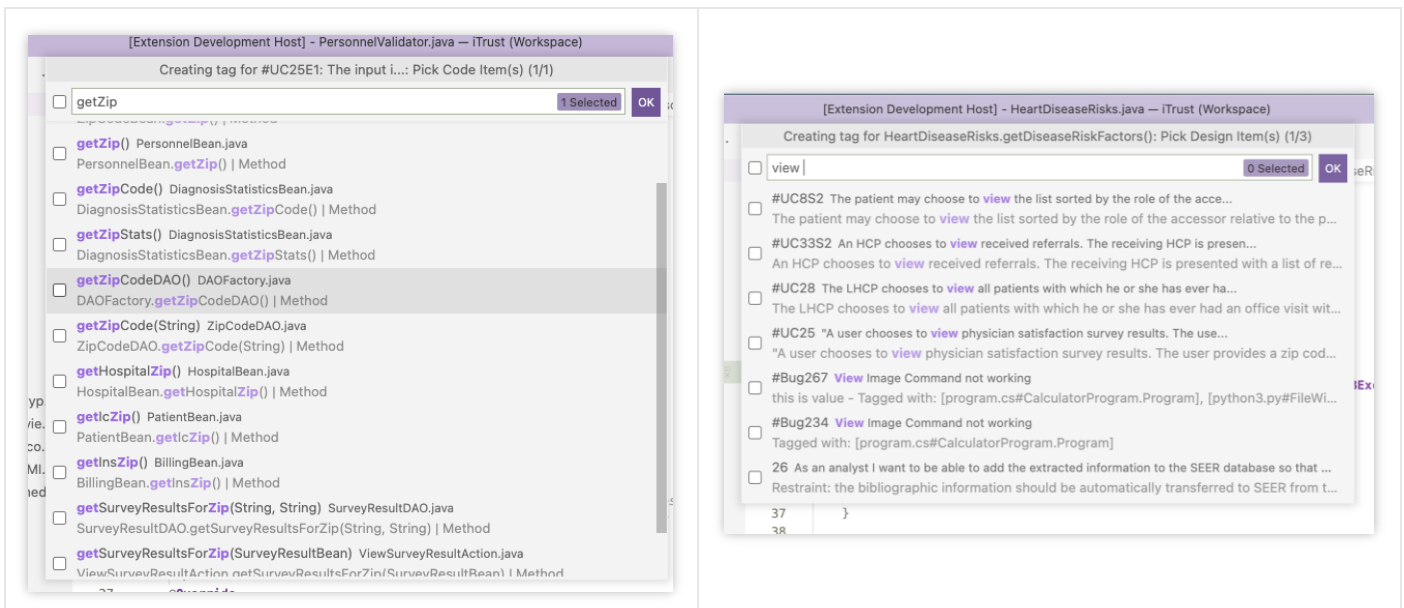 [Extension Development Host] - PersonnelValidator.java — iTrust (Workspace)
Creating tag for #UC25E1: The input i...: Pick Code Item(s) (1/1)
getZip
1 Selected
OK
getZip() PersonnelBean.java
PersonnelBean.getZip() | Method
getZipCode() DiagnosisStatisticsBean.java
DiagnosisStatisticsBean.getZipCode() | Method
getZipStats() DiagnosisStatisticsBean.java
DiagnosisStatisticsBean.getZipStats() | Method
getZipCodeDAO() DAOFactory.java
DAOFactory.getZipCodeDAO() | Method
getZipCode(String) ZipCodeDAO.java
ZipCodeDAO.getZipCode(String) | Method
getHospitalZip() HospitalBean.java
HospitalBean.getHospitalZip() | Method
getIcZip() PatientBean.java
PatientBean.getIcZip() | Method
getInsZip() BillingBean.java
BillingBean.getInsZip() | Method
getSurveyResultsForZip(String, String) SurveyResultDAO.java
SurveyResultDAO.getSurveyResultsForZip(String, String) | Method
getSurveyResultsForZip(SurveyResultBean) ViewSurveyResultAction.java
ViewSurveyResultAction.getSurveyResultsForZip(SurveyResultBean) | Method
[Extension Development Host] - HeartDiseaseRisks.java — iTrust (Workspace)
Creating tag for HeartDiseaseRisks.getDiseaseRiskFactors(): Pick Design Item(s) (1/3)
view
0 Selected
OK
#UC8S2 The patient may choose to view the list sorted by the role of the acce...
The patient may choose to view the list sorted by the role of the accessor relative to the p...
#UC33S2 An HCP chooses to view received referrals. The receiving HCP is presen...
An HCP chooses to view received referrals. The receiving HCP is presented with a list of re...
#UC28 The LHCP chooses to view all patients with which he or she has ever ha...
The LHCP chooses to view all patients with which he or she has ever had an office visit wit...
#UC25 "A user chooses to view physician satisfaction survey results. The use...
"A user chooses to view physician satisfaction survey results. The user provides a zip cod...
#Bug267 View Image Command not working
this is value - Tagged with: [program.cs#CalculatorProgram.Program], [python3.py#FileWi...
#Bug234 View Image Command not working
Tagged with: [program.cs#CalculatorProgram.Program]
26 As an analyst I want to be able to add the extracted information to the SEER database so that ...
Restraint: the bibliographic information should be automatically transferred to SEER from t...
37 }
38